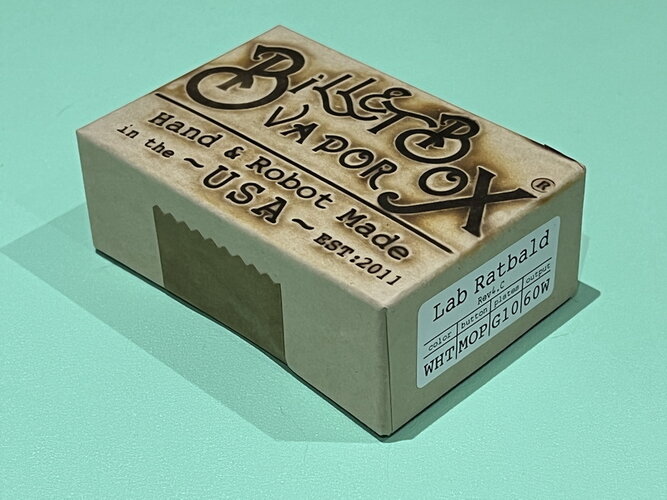 BilletBox
VAPOR ®
Hand & Robot Made
in the ~ USA ~ EST:2011
Lab Ratbald
Rev4.C
color button plates output
WHT MOP G10 60W